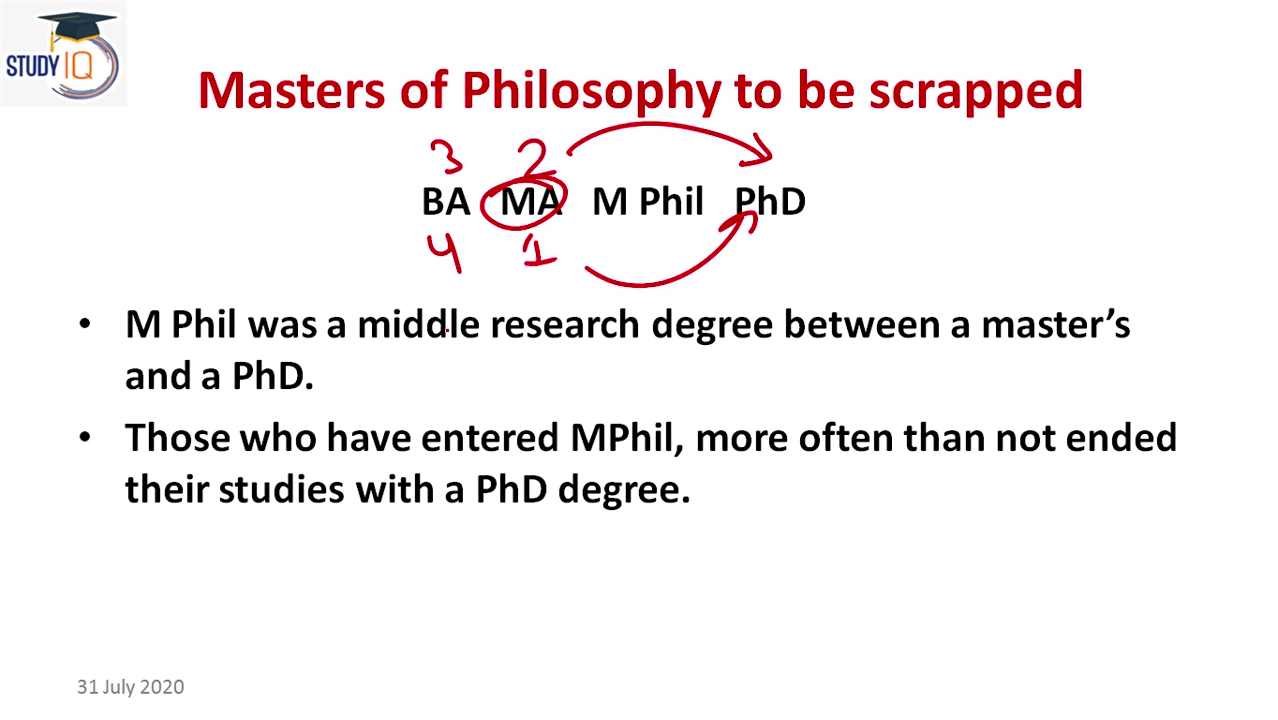 STUDY IQ
Masters of Philosophy to be scrapped
3 2
BA MA M Phil PhD
4 1
• M Phil was a middle research degree between a master’s
and a PhD.
• Those who have entered MPhil, more often than not ended
their studies with a PhD degree.
31 July 2020